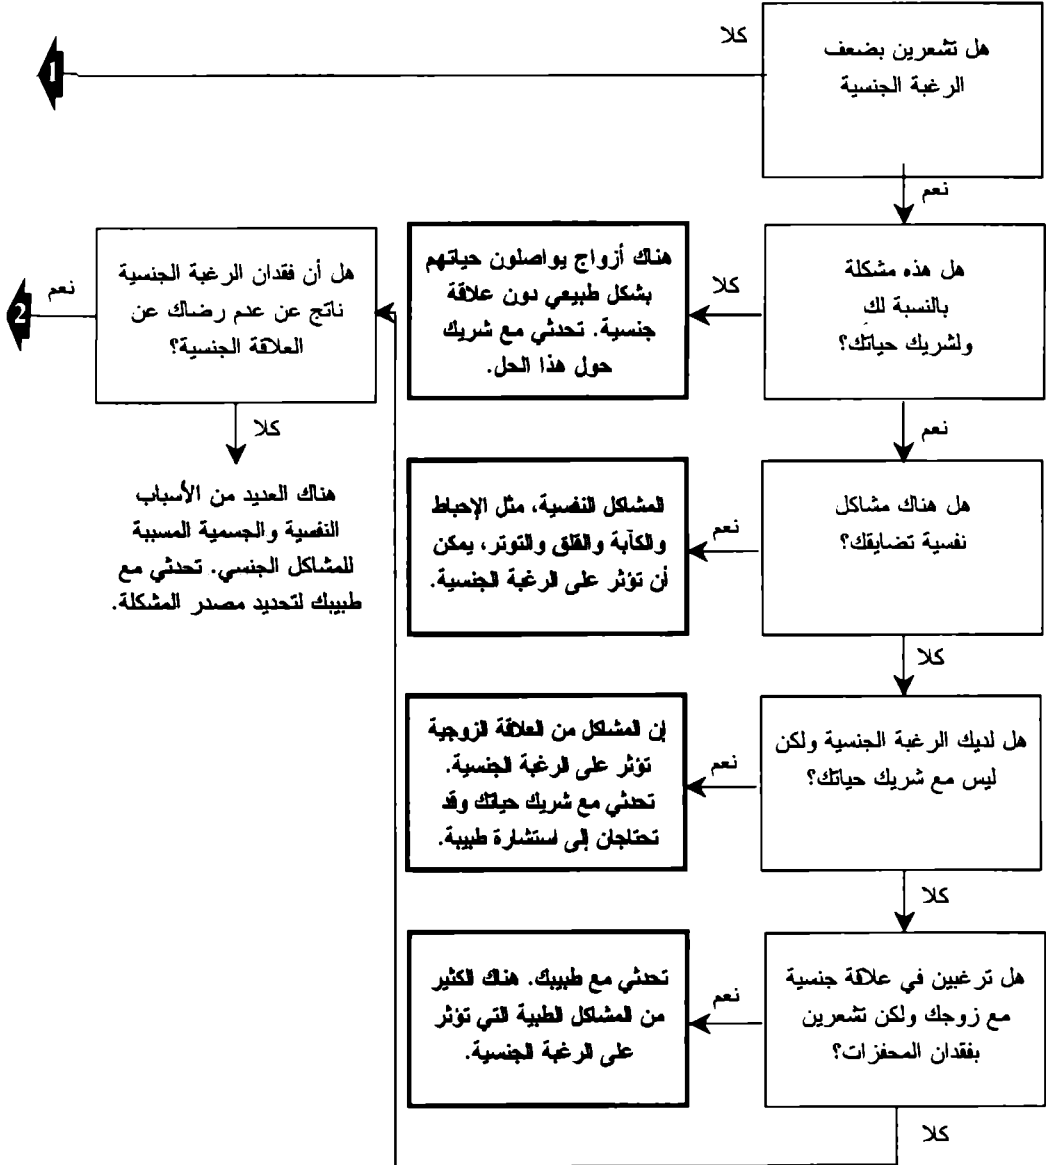 هل تشعرين بضعف
الرغبة الجنسية
كلا
1
نعم
هل هذه مشكلة
بالنسبة لك
ولشريك حياتك؟
كلا
هناك أزواج يواصلون حياتهم
بشكل طبيعي دون علاقة
جنسية. تحدثي مع شريك
حول هذا الحل.
نعم
هل هناك مشاكل
نفسية تضايقك؟
نعم
المشاكل النفسية، مثل الإحباط
والكآبة والقلق والتوتر، يمكن
أن تؤثر على الرغبة الجنسية.
كلا
هل لديك الرغبة الجنسية ولكن
ليس مع شريك حياتك؟
نعم
إن المشاكل من العلاقة الزوجية
تؤثر على الرغبة الجنسية.
تحدثي مع شريك حياتك وقد
تحتاجان إلى استشارة طبيبة.
كلا
هل ترغبين في علاقة جنسية
مع زوجك ولكن تشعرين
بفقدان المحفزات؟
نعم
تحدثي مع طبيبك. هناك الكثير
من المشاكل الطبية التي تؤثر
على الرغبة الجنسية.
كلا
هل أن فقدان الرغبة الجنسية
ناتج عن عدم رضاك عن
العلاقة الجنسية؟
نعم
2
كلا
هناك العديد من الأسباب
النفسية والجسمية المسببة
للمشاكل الجنسي. تحدثي مع
طبيبك لتحديد مصدر المشكلة.